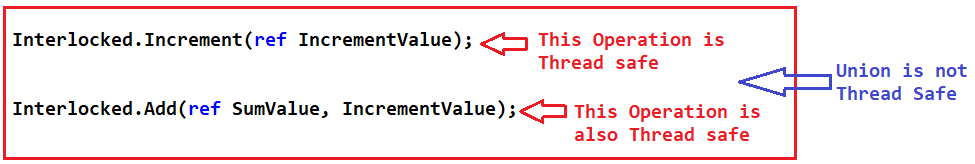 Interlocked.Increment(ref IncrementValue);
This Operation is
Thread safe
Union is not
Thread Safe
Interlocked.Add(ref SumValue, IncrementValue);
This Operation is
also Thread safe